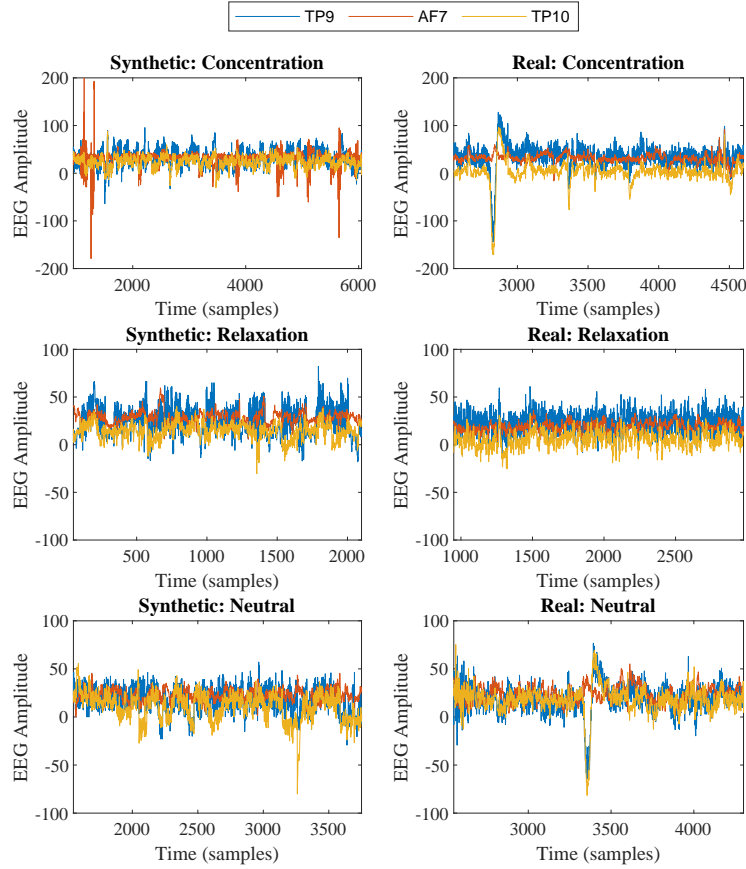 TP9 AF7 TP10
Synthetic: Concentration
200
100
0
-100
-200
EEG Amplitude
2000 4000 6000
Time (samples)
Real: Concentration
200
100
0
-100
-200
EEG Amplitude
3000 3500 4000 4500
Time (samples)
Synthetic: Relaxation
100
50
0
-50
-100
EEG Amplitude
500 1000 1500 2000
Time (samples)
Real: Relaxation
100
50
0
-50
-100
EEG Amplitude
1000 1500 2000 2500
Time (samples)
Synthetic: Neutral
100
50
0
-50
-100
EEG Amplitude
2000 2500 3000 3500
Time (samples)
Real: Neutral
100
50
0
-50
-100
EEG Amplitude
3000 3500 4000
Time (samples)